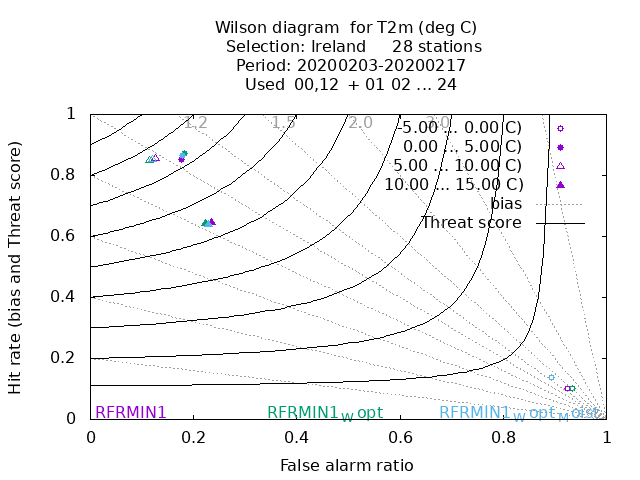 Wilson diagram for T2m (deg C)
Selection: Ireland 28 stations
Period: 20200203-20200217
Used 00,12 + 01 02 ... 24
Hit rate (bias and Threat score)
1
0.8
0.6
0.4
0.2
0
1.2 1.5 2.0 3.0
-5.00 ... 0.00 C)
0.00 ... 5.00 C)
5.00 ... 10.00 C)
10.00 ... 15.00 C)
bias
Threat score
RFRMIN1 RFRMIN1W opt RFRMIN1W opt M
0 0.2 0.4 0.6 0.8 1
False alarm ratio